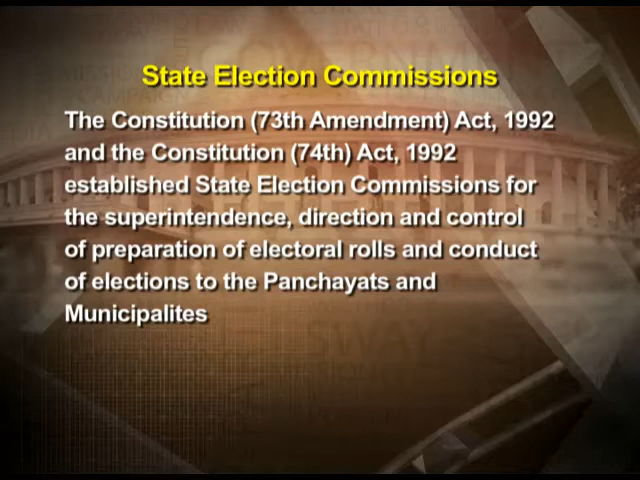 State Election Commissions
The Constitution (73th Amendment) Act, 1992
and the Constitution (74th) Act, 1992
established State Election Commissions for
the superintendence, direction and control
of preparation of electoral rolls and conduct
of elections to the Panchayats and
Municipalites